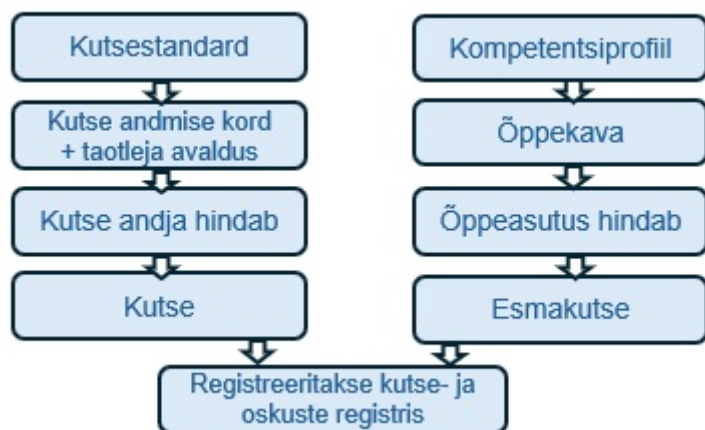 Kutsestandard
Kutse andmise kord
+ taotleja avaldus
Kutse andja hindab
Kutse
Kompetentsiprofiil
Õppekava
Õppeasutus hindab
Esmakutse
Registreeritakse kutse- ja
oskuste registris